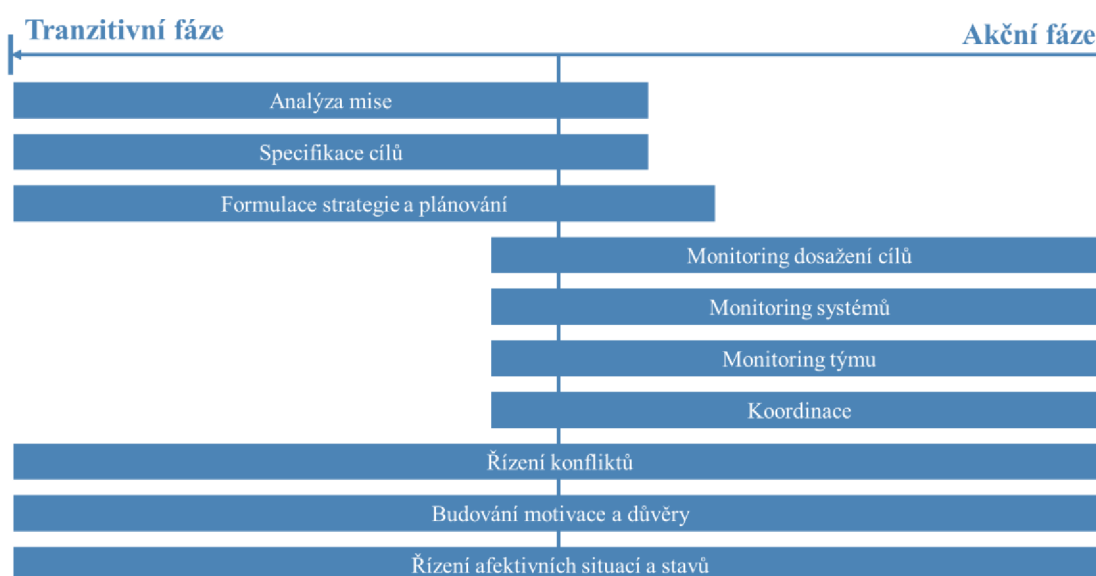 Tranzitivní fáze
Akční fáze
Analýza mise
Specifikace cílů
Formulace strategie a plánování
Monitoring dosažení cílů
Monitoring systémů
Monitoring týmu
Koordinace
Řízení konfliktů
Budování motivace a důvěry
Řízení afektivních situací a stavů